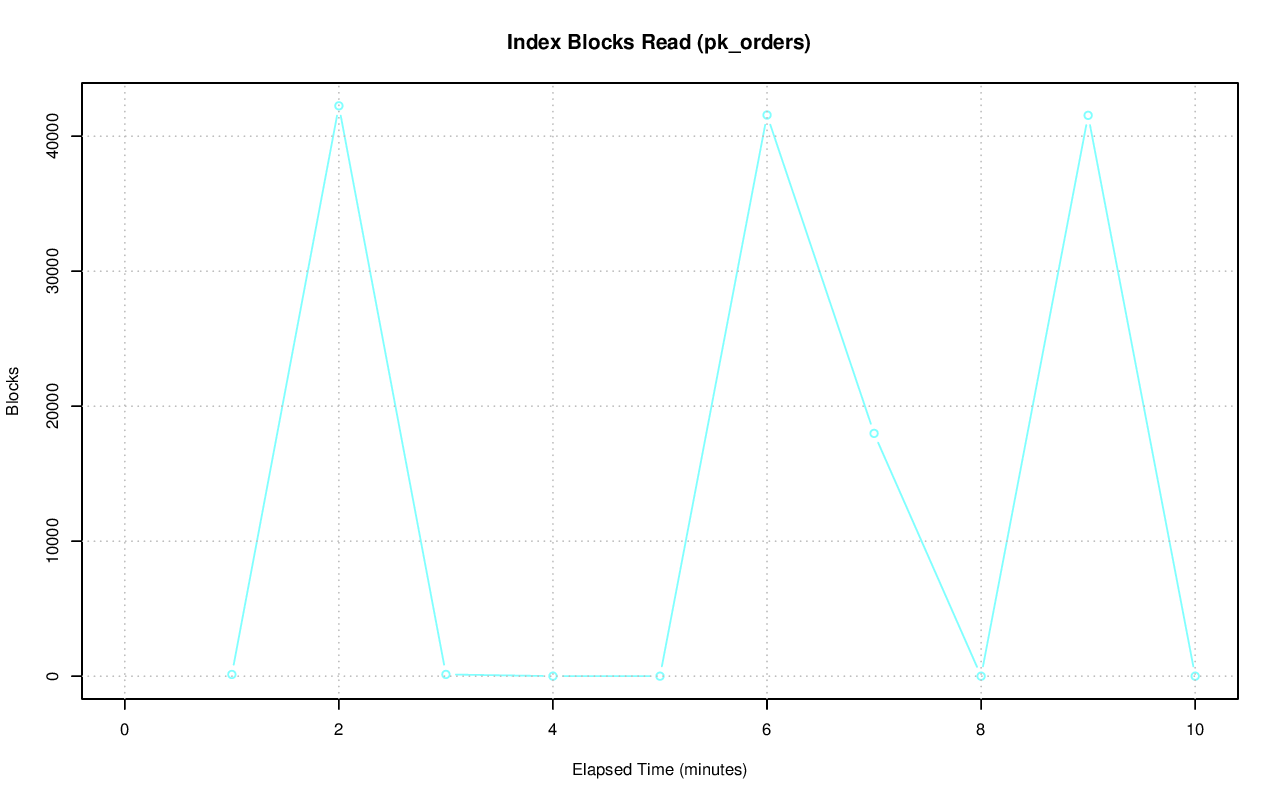 Index Blocks Read (pk_orders)
Blocks
40000
30000
20000
10000
0
0 2 4 6 8 10
Elapsed Time (minutes)